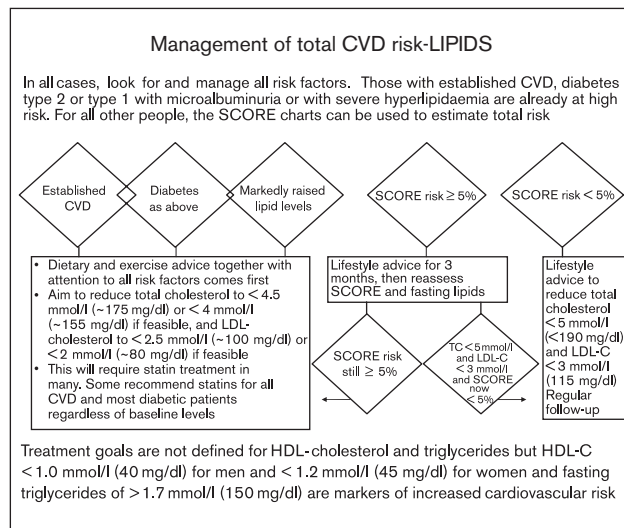 Management of total CVD risk-LIPIDS
In all cases, look for and manage all risk factors. Those with established CVD, diabetes
type 2 or type 1 with microalbuminuria or with severe hyperlipidaemia are already at high
risk. For all other people, the SCORE charts can be used to estimate total risk
Established
CVD
Diabetes
as above
Markedly raised
lipid levels
SCORE risk ≥ 5%
SCORE risk < 5%
• Dietary and exercise advice together with
attention to all risk factors comes first
• Aim to reduce total cholesterol to < 4.5
mmol/l (~175 mg/dl) or < 4 mmol/l
(~155 mg/dl) if feasible, and LDL-
cholesterol to < 2.5 mmol/l (~100 mg/dl) or
< 2 mmol/l (~80 mg/dl) if feasible
• This will require statin treatment in
many. Some recommend statins for all
CVD and most diabetic patients
regardless of baseline levels
Lifestyle advice for 3
months, then reassess
SCORE and fasting lipids
SCORE risk
still ≥ 5%
TC < 5 mmol/l
and LDL-C
< 3 mmol/l
and SCORE
now
< 5%
Lifestyle
advice to
reduce total
cholesterol
< 5 mmol/l
(<190 mg/dl)
and LDL-C
< 3 mmol/l
(115 mg/dl)
Regular
follow-up
Treatment goals are not defined for HDL-cholesterol and triglycerides but HDL-C
< 1.0 mmol/l (40 mg/dl) for men and < 1.2 mmol/l (45 mg/dl) for women and fasting
triglycerides of > 1.7 mmol/l (150 mg/dl) are markers of increased cardiovascular risk